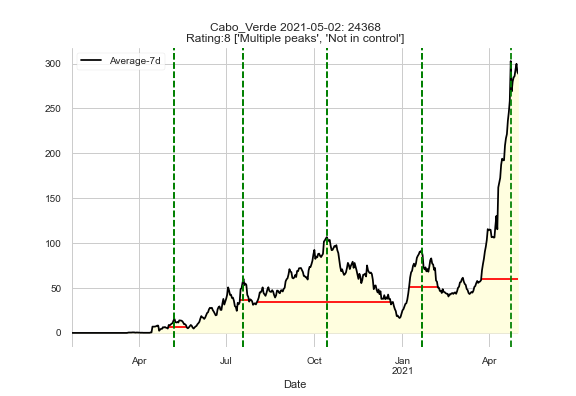 Cabo_Verde 2021-05-02: 24368
Rating:8 ['Multiple peaks', 'Not in control']
Average-7d
300
250
200
150
100
50
0
Apr Jul Oct Jan Apr
2021
Date